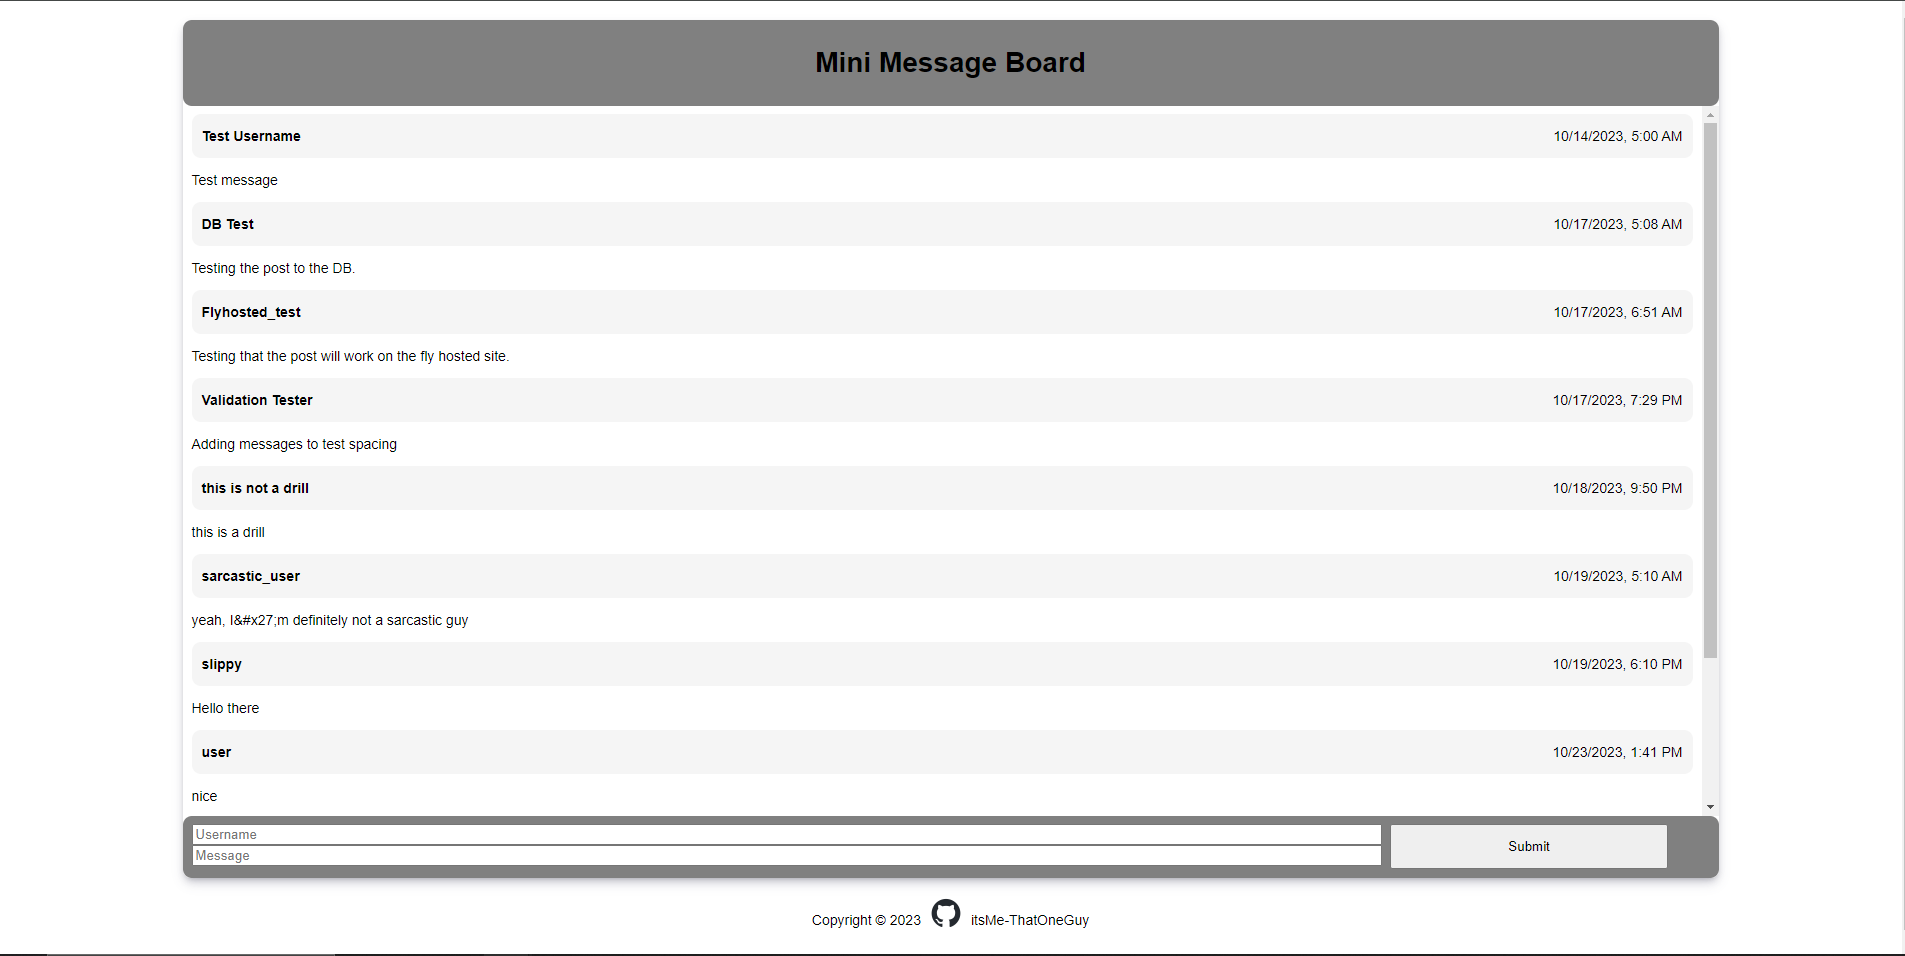 Mini Message Board
Test Username 10/14/2023, 5:00 AM
Test message
DB Test 10/17/2023, 5:08 AM
Testing the post to the DB.
Flyhosted_test 10/17/2023, 6:51 AM
Testing that the post will work on the fly hosted site.
Validation Tester 10/17/2023, 7:29 PM
Adding messages to test spacing
this is not a drill 10/18/2023, 9:50 PM
this is a drill
sarcastic_user 10/19/2023, 5:10 AM
yeah, I&#x27;m definitely not a sarcastic guy
slippy 10/19/2023, 6:10 PM
Hello there
user 10/23/2023, 1:41 PM
nice
Username
Message
Submit
Copyright © 2023 itsMe-ThatOneGuy